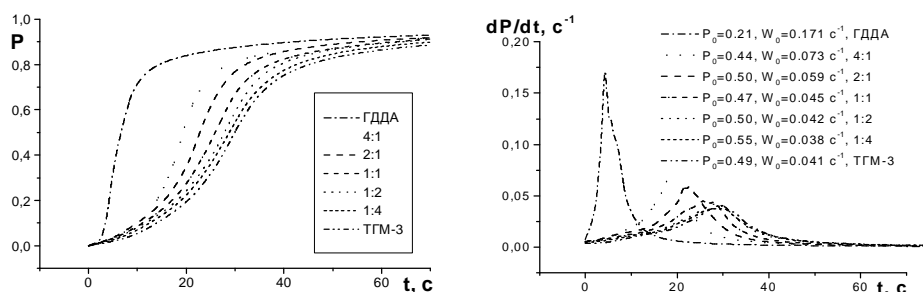 P
1,0
0,8
0,6
0,4
0,2
0,0
0 20 40 60
t, с
ГДДА
4:1
2:1
1:1
1:2
1:4
ТГМ-3
dP/dt, с⁻¹
0,20
0,15
0,10
0,05
0,00
0 20 40 60
t, с
P₀=0.21, W₀=0.171 с⁻¹, ГДДА
P₀=0.44, W₀=0.073 с⁻¹, 4:1
P₀=0.50, W₀=0.059 с⁻¹, 2:1
P₀=0.47, W₀=0.045 с⁻¹, 1:1
P₀=0.50, W₀=0.042 с⁻¹, 1:2
P₀=0.55, W₀=0.038 с⁻¹, 1:4
P₀=0.49, W₀=0.041 с⁻¹, ТГМ-3